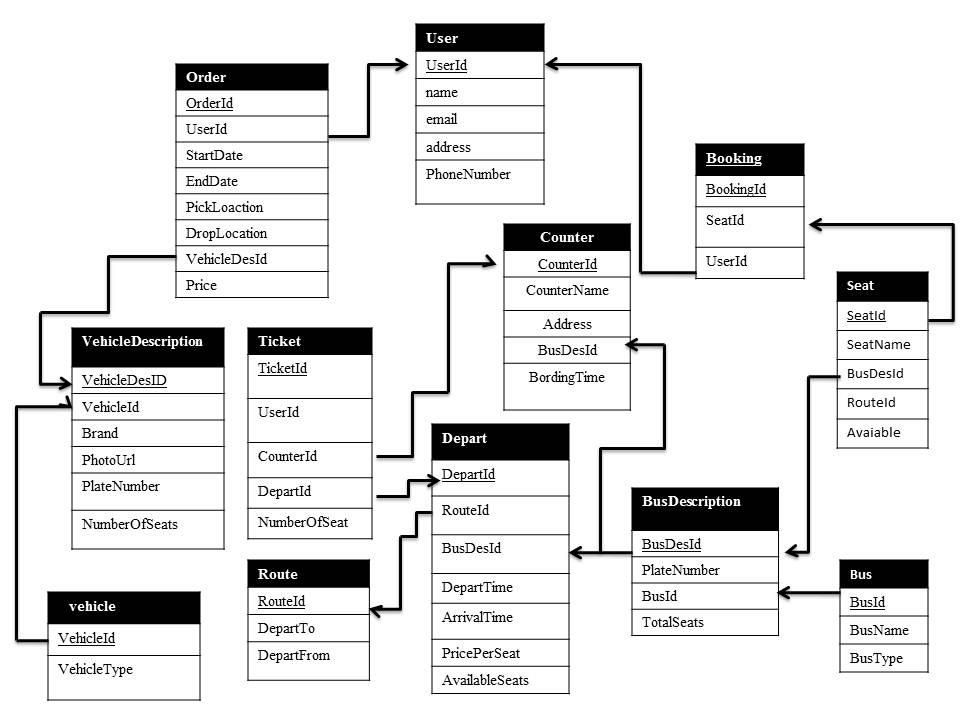 User
UserId
name
email
address
PhoneNumber
Order
OrderId
UserId
StartDate
EndDate
PickLoaction
DropLocation
VehicleDesId
Price
Booking
BookingId
SeatId
UserId
Counter
CounterId
CounterName
Address
BusDesId
BordingTime
Seat
SeatId
SeatName
BusDesId
RouteId
Avaiable
VehicleDescription
VehicleDesID
VehicleId
Brand
PhotoUrl
PlateNumber
NumberOfSeats
Ticket
TicketId
UserId
CounterId
DepartId
NumberOfSeat
Depart
DepartId
RouteId
BusDesId
DepartTime
ArrivalTime
PricePerSeat
AvailableSeats
BusDescription
BusDesId
PlateNumber
BusId
TotalSeats
Bus
BusId
BusName
BusType
Route
RouteId
DepartTo
DepartFrom
vehicle
VehicleId
VehicleType